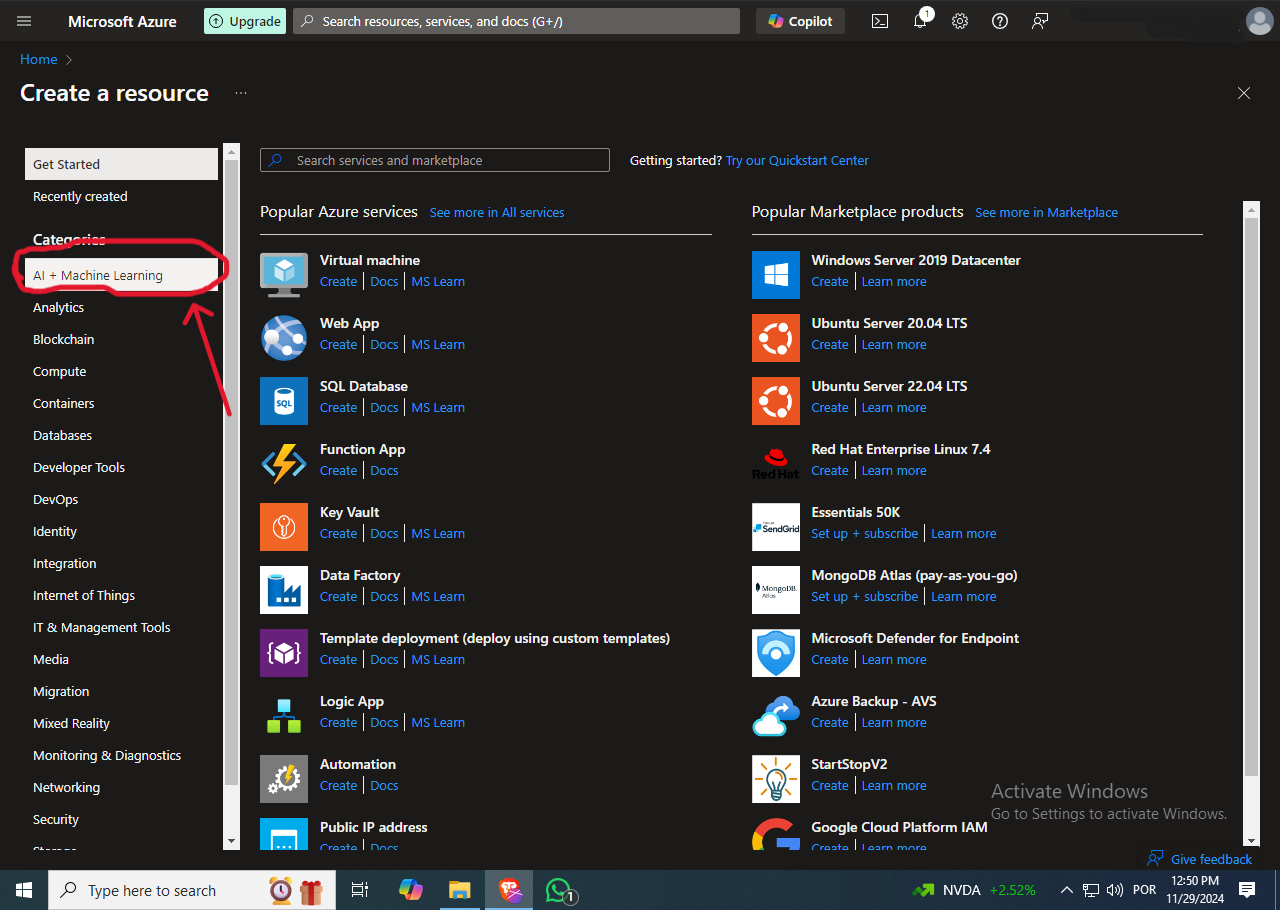 Microsoft Azure
Upgrade
Search resources, services, and docs (G+/)
Copilot
1
Home
Create a resource
Get Started
Recently created
Categories
AI + Machine Learning
Analytics
Blockchain
Compute
Containers
Databases
Developer Tools
DevOps
Identity
Integration
Internet of Things
IT & Management Tools
Media
Migration
Mixed Reality
Monitoring & Diagnostics
Networking
Security
Storage
Search services and marketplace
Getting started? Try our Quickstart Center
Popular Azure services See more in All services
Virtual machine
Create | Docs | MS Learn
Web App
Create | Docs | MS Learn
SQL
SQL Database
Create | Docs | MS Learn
Function App
Create | Docs
Key Vault
Create | Docs | MS Learn
Data Factory
Create | Docs | MS Learn
Template deployment (deploy using custom templates)
Create | Docs | MS Learn
Logic App
Create | Docs | MS Learn
Automation
Create | Docs
Public IP address
Create | Docs
Popular Marketplace products See more in Marketplace
Windows Server 2019 Datacenter
Create | Learn more
Ubuntu Server 20.04 LTS
Create | Learn more
Ubuntu Server 22.04 LTS
Create | Learn more
Red Hat
Red Hat Enterprise Linux 7.4
Create | Learn more
SendGrid
Essentials 50K
Set up + subscribe | Learn more
MongoDB.
Atlas
MongoDB Atlas (pay-as-you-go)
Set up + subscribe | Learn more
Microsoft Defender for Endpoint
Create | Learn more
Azure Backup - AVS
Create | Learn more
StartStopV2
Create | Learn more
Google Cloud Platform IAM
Create | Learn more
Activate Windows
Go to Settings to activate Windows.
Give feedback
Type here to search
1
NVDA +2.52%
POR
12:50 PM
11/29/2024